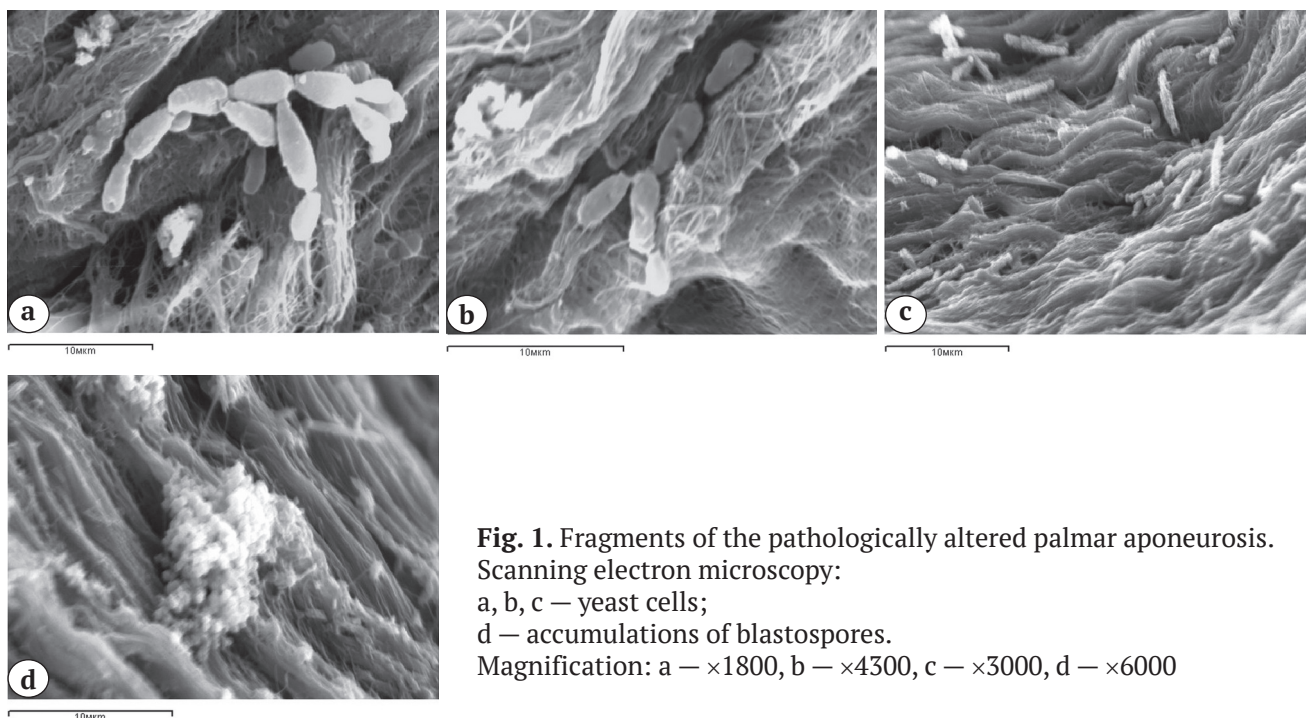 a
b
c
10мкm
10мкm
10мкm
d
10мкm
Fig. 1. Fragments of the pathologically altered palmar aponeurosis.
Scanning electron microscopy:
a, b, c — yeast cells;
d — accumulations of blastospores.
Magnification: a — ×1800, b — ×4300, c — ×3000, d — ×6000